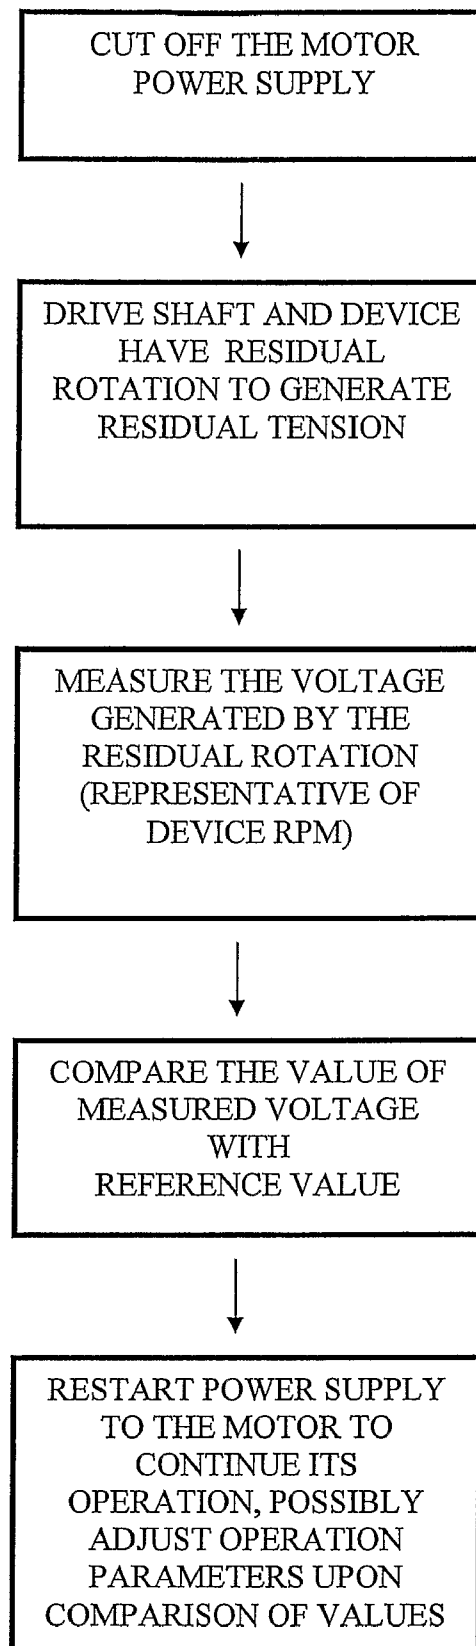 CUT OFF THE MOTOR
POWER SUPPLY
DRIVE SHAFT AND DEVICE
HAVE RESIDUAL
ROTATION TO GENERATE
RESIDUAL TENSION
MEASURE THE VOLTAGE
GENERATED BY THE
RESIDUAL ROTATION
(REPRESENTATIVE OF
DEVICE RPM)
COMPARE THE VALUE OF
MEASURED VOLTAGE
WITH
REFERENCE VALUE
RESTART POWER SUPPLY
TO THE MOTOR TO
CONTINUE ITS
OPERATION, POSSIBLY
ADJUST OPERATION
PARAMETERS UPON
COMPARISON OF VALUES